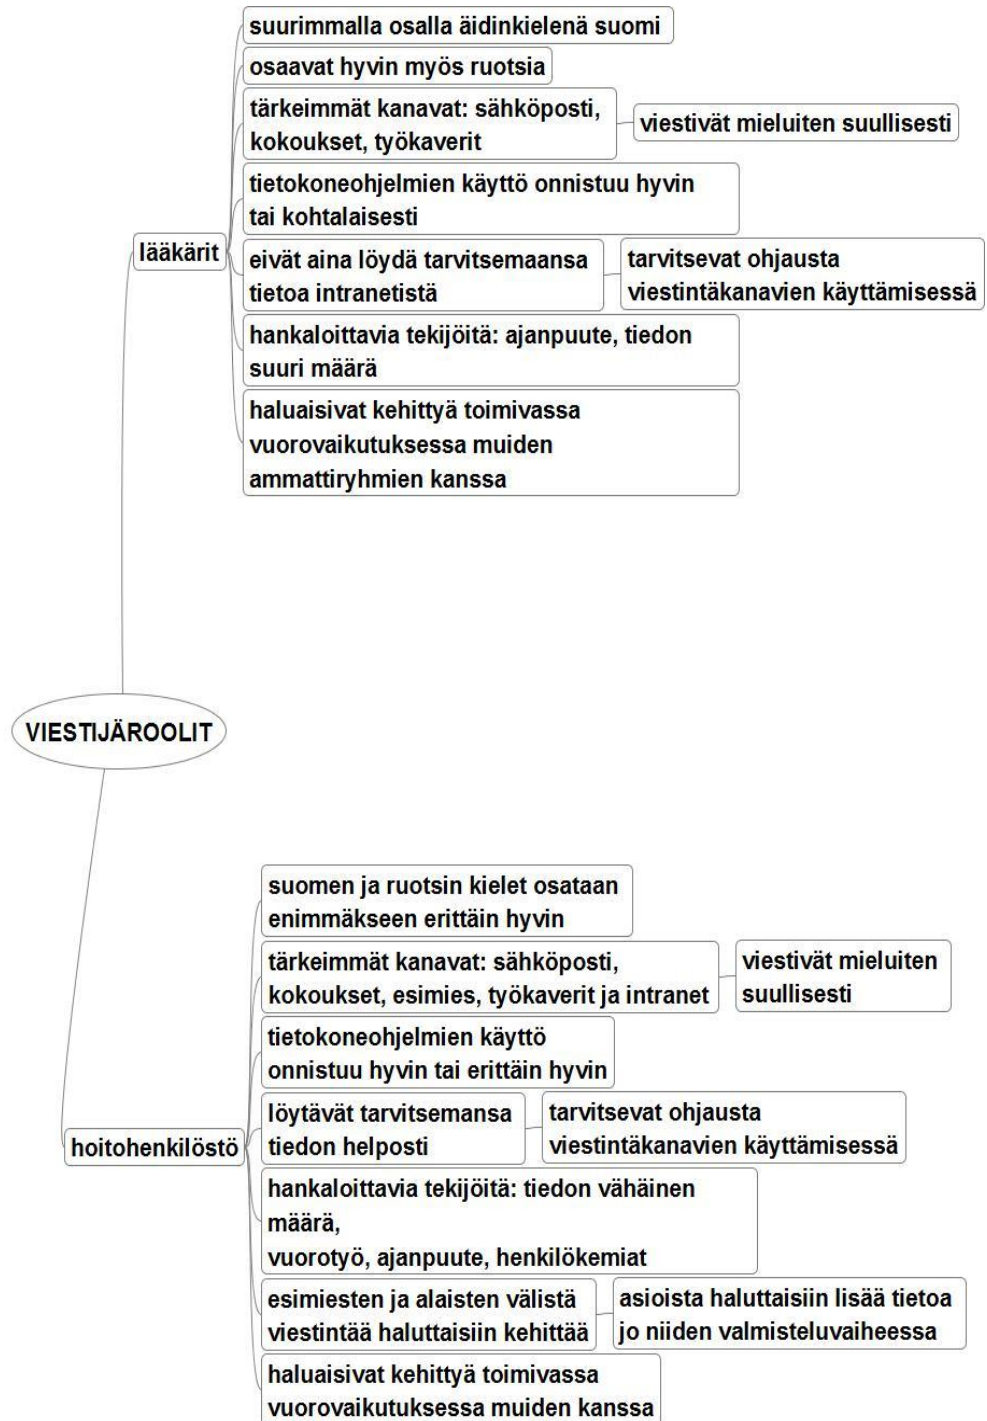 suurimmalla osalla äidinkielenä suomi
osaavat hyvin myös ruotsia
tärkeimmät kanavat: sähköposti,
kokoukset, työkaverit
viestivät mieluiten suullisesti
tietokoneohjelmien käyttö onnistuu hyvin
tai kohtalaisesti
lääkärit
eivät aina löydä tarvitsemaansa
tietoa intranetistä
tarvitsevat ohjausta
viestintäkanavien käyttämisessä
hankaloittavia tekijöitä: ajanpuute, tiedon
suuri määrä
haluaisivat kehittyä toimivassa
vuorovaikutuksessa muiden
ammattiryhmien kanssa
VIESTIJÄROOLIT
suomen ja ruotsin kielet osataan
enimmäkseen erittäin hyvin
tärkeimmät kanavat: sähköposti,
kokoukset, esimies, työkaverit ja intranet
viestivät mieluiten
suullisesti
tietokoneohjelmien käyttö
onnistuu hyvin tai erittäin hyvin
hoitohenkilöstö
löytävät tarvitsemansa
tiedon helposti
tarvitsevat ohjausta
viestintäkanavien käyttämisessä
hankaloittavia tekijöitä: tiedon vähäinen
määrä,
vuorotyö, ajanpuute, henkilökemiat
esimiesten ja alaisten välistä
viestintää haluttaisiin kehittää
asioista haluttaisiin lisää tietoa
jo niiden valmisteluvaiheessa
haluaisivat kehittyä toimivassa
vuorovaikutuksessa muiden kanssa